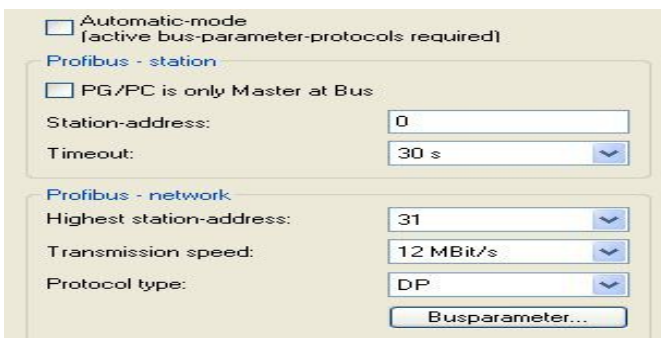 Automatic-mode
(active bus-parameter-protocols required)
Profibus - station
PG/PC is only Master at Bus
Station-address: 0
Timeout: 30 s
Profibus - network
Highest station-address: 31
Transmission speed: 12 MBit/s
Protocol type: DP
Busparameter...